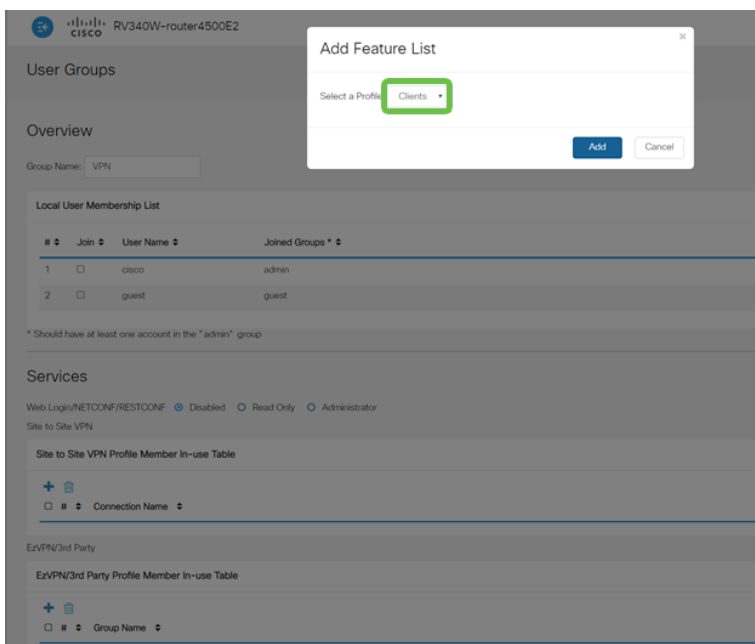 CISCO RV340W-router4500E2
User Groups
Add Feature List
Select a Profile Clients
Add Cancel
Overview
Group Name: VPN
Local User Membership List
# Join User Name Joined Groups *
1 cisco admin
2 guest guest
* Should have at least one account in the "admin" group
Services
Web Login/NETCONF/RESTCONF Disabled Read Only Administrator
Site to Site VPN
Site to Site VPN Profile Member In-use Table
# Connection Name
EzVPN/3rd Party
EzVPN/3rd Party Profile Member In-use Table
# Group Name